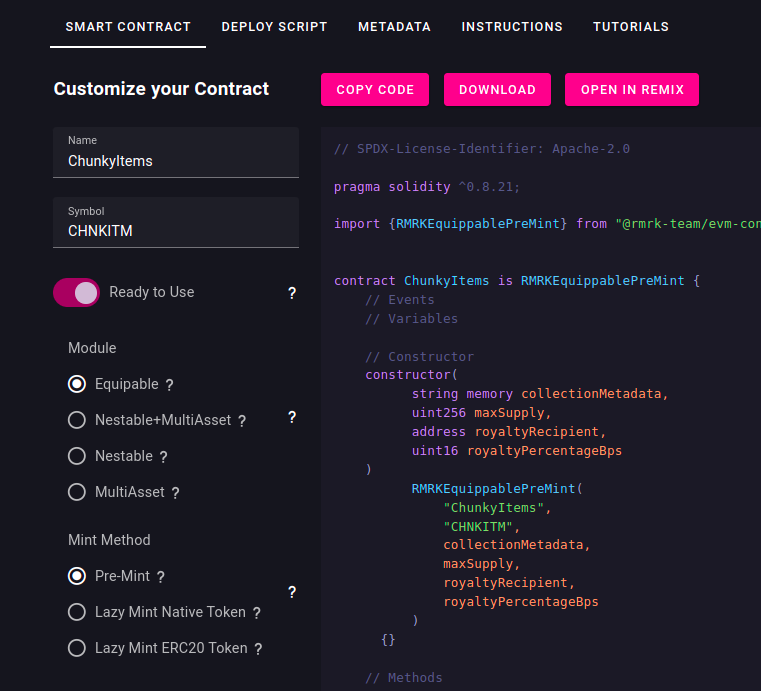 SMART CONTRACT
DEPLOY SCRIPT
METADATA
INSTRUCTIONS
TUTORIALS
Customize your Contract
COPY CODE
DOWNLOAD
OPEN IN REMIX
Name
ChunkyItems
Symbol
CHNKITM
Ready to Use
?
Module
Equipable ?
Nestable+MultiAsset ?
?
Nestable ?
MultiAsset ?
Mint Method
Pre-Mint ?
?
Lazy Mint Native Token ?
Lazy Mint ERC20 Token ?
// SPDX-License-Identifier: Apache-2.0
pragma solidity ^0.8.21;
import {RMRKEquippablePreMint} from "@rmrk-team/evm-con
contract ChunkyItems is RMRKEquippablePreMint {
// Events
// Variables
// Constructor
constructor(
string memory collectionMetadata,
uint256 maxSupply,
address royaltyRecipient,
uint16 royaltyPercentageBps
)
RMRKEquippablePreMint(
"ChunkyItems",
"CHNKITM",
collectionMetadata,
maxSupply,
royaltyRecipient,
royaltyPercentageBps
)
{}
// Methods